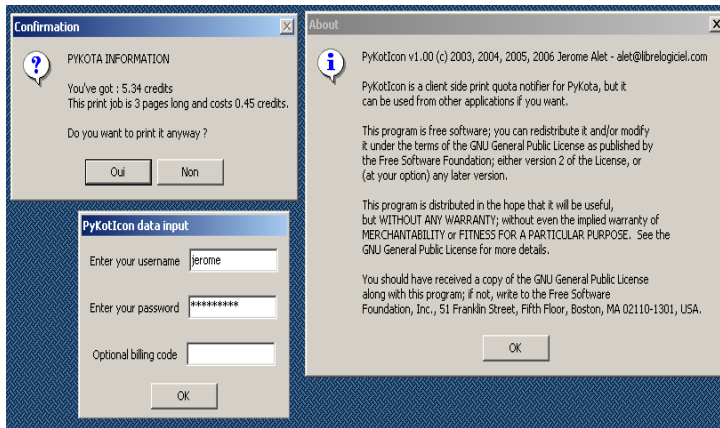 Confirmation
PYKOTA INFORMATION
You've got : 5.34 credits
This print job is 3 pages long and costs 0.45 credits.
Do you want to print it anyway ?
Oui
Non
PyKotIcon data input
Enter your username
jerome
Enter your password
*********
Optional billing code
OK
About
PyKotIcon v1.00 (c) 2003, 2004, 2005, 2006 Jerome Alet - alet@librelogiciel.com
PyKotIcon is a client side print quota notifier for PyKota, but it
can be used from other applications if you want.
This program is free software; you can redistribute it and/or modify
it under the terms of the GNU General Public License as published by
the Free Software Foundation; either version 2 of the License, or
(at your option) any later version.
This program is distributed in the hope that it will be useful,
but WITHOUT ANY WARRANTY; without even the implied warranty of
MERCHANTABILITY or FITNESS FOR A PARTICULAR PURPOSE. See the
GNU General Public License for more details.
You should have received a copy of the GNU General Public License
along with this program; if not, write to the Free Software
Foundation, Inc., 51 Franklin Street, Fifth Floor, Boston, MA 02110-1301, USA.
OK